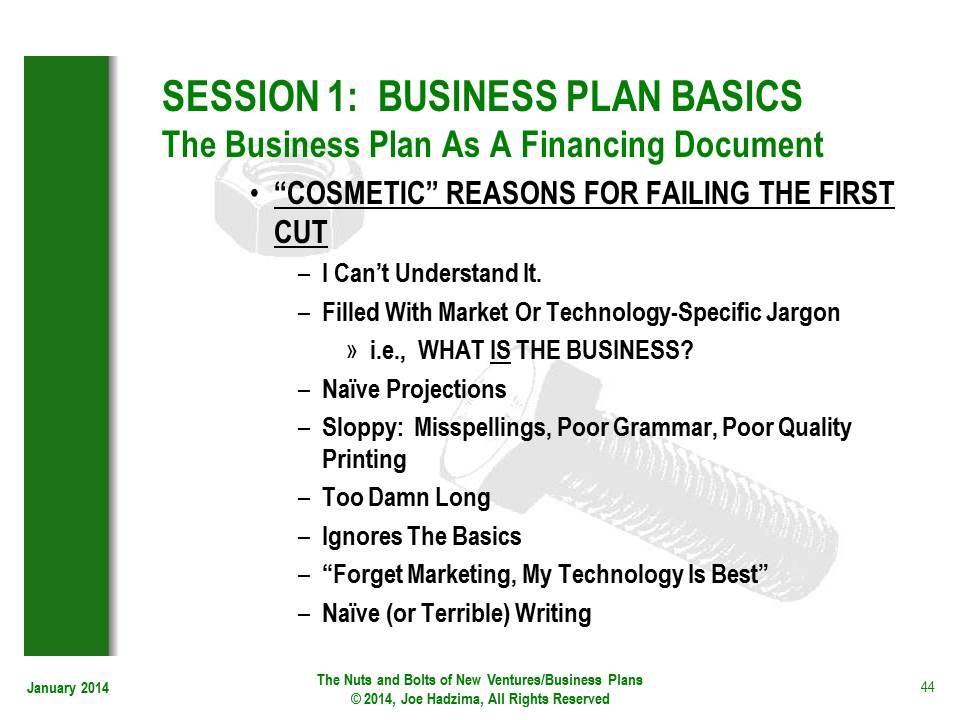 SESSION 1:  BUSINESS PLAN BASICS
The Business Plan As A Financing Document
• “COSMETIC” REASONS FOR FAILING THE FIRST
CUT
– I Can’t Understand It.
– Filled With Market Or Technology-Specific Jargon
» i.e.,  WHAT IS THE BUSINESS?
– Naïve Projections
– Sloppy:  Misspellings, Poor Grammar, Poor Quality
Printing
– Too Damn Long
– Ignores The Basics
– “Forget Marketing, My Technology Is Best”
– Naïve (or Terrible) Writing
January 2014
The Nuts and Bolts of New Ventures/Business Plans
© 2014, Joe Hadzima, All Rights Reserved
44